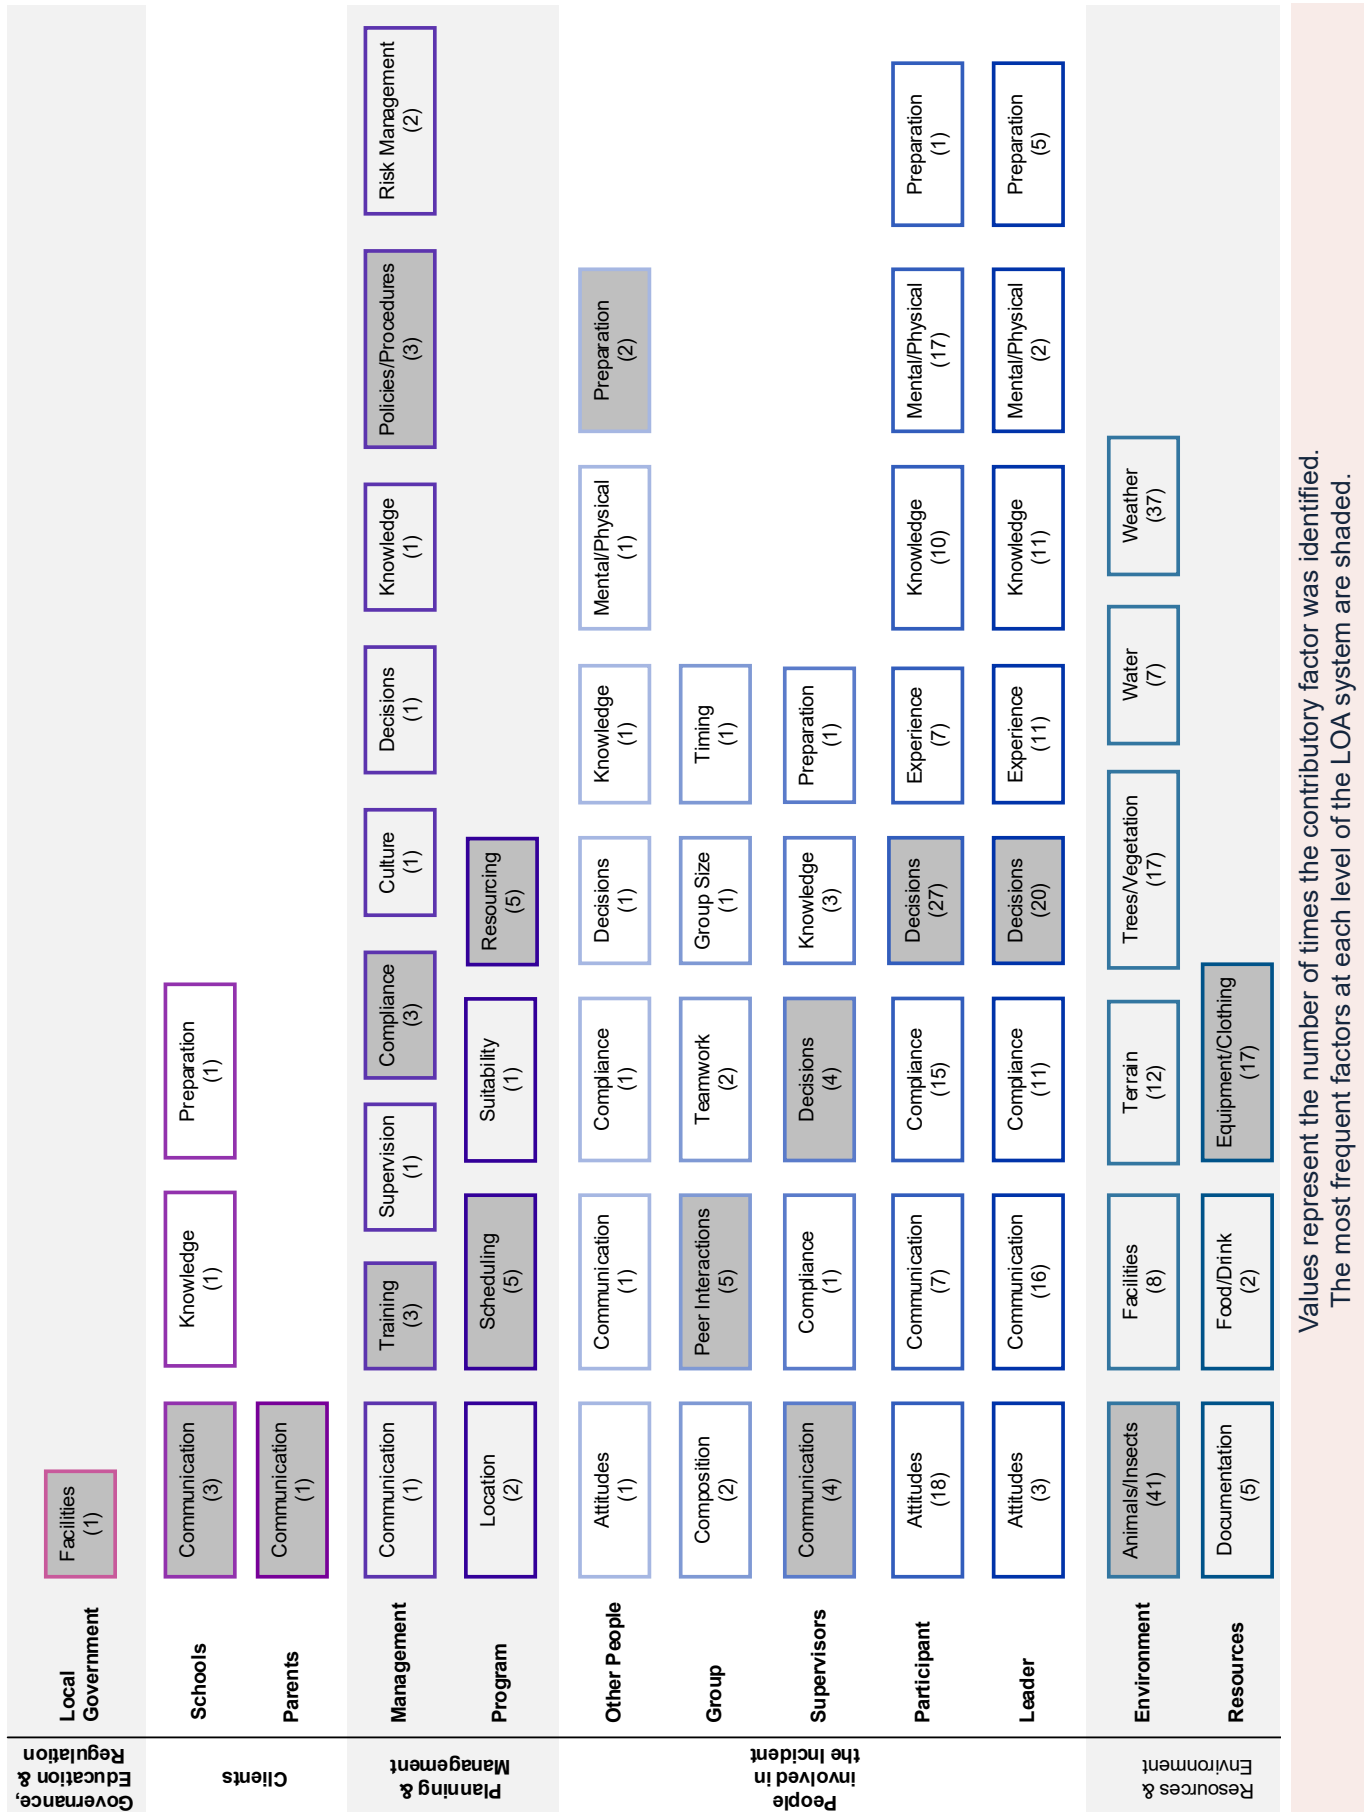 Governance,
Education &
Regulation
Local
Government
Facilities
(1)
Clients
Schools
Communication
(3)
Knowledge
(1)
Preparation
(1)
Parents
Communication
(1)
Planning &
Management
Management
Communication
(1)
Training
(3)
Supervision
(1)
Compliance
(3)
Culture
(1)
Decisions
(1)
Knowledge
(1)
Policies/Procedures
(3)
Risk Management
(2)
Program
Location
(2)
Scheduling
(5)
Suitability
(1)
Resourcing
(5)
People
involved in
the Incident
Other People
Attitudes
(1)
Communication
(1)
Compliance
(1)
Decisions
(1)
Knowledge
(1)
Mental/Physical
(1)
Preparation
(2)
Group
Composition
(2)
Peer Interactions
(5)
Teamwork
(2)
Group Size
(1)
Timing
(1)
Supervisors
Communication
(4)
Compliance
(1)
Decisions
(4)
Knowledge
(3)
Preparation
(1)
Participant
Attitudes
(18)
Communication
(7)
Compliance
(15)
Decisions
(27)
Experience
(7)
Knowledge
(10)
Mental/Physical
(17)
Preparation
(1)
Leader
Attitudes
(3)
Communication
(16)
Compliance
(11)
Decisions
(20)
Experience
(11)
Knowledge
(11)
Mental/Physical
(2)
Preparation
(5)
Resources &
Environment
Environment
Animals/Insects
(41)
Facilities
(8)
Terrain
(12)
Trees/Vegetation
(17)
Water
(7)
Weather
(37)
Resources
Documentation
(5)
Food/Drink
(2)
Equipment/Clothing
(17)
Values represent the number of times the contributory factor was identified.
The most frequent factors at each level of the LOA system are shaded.